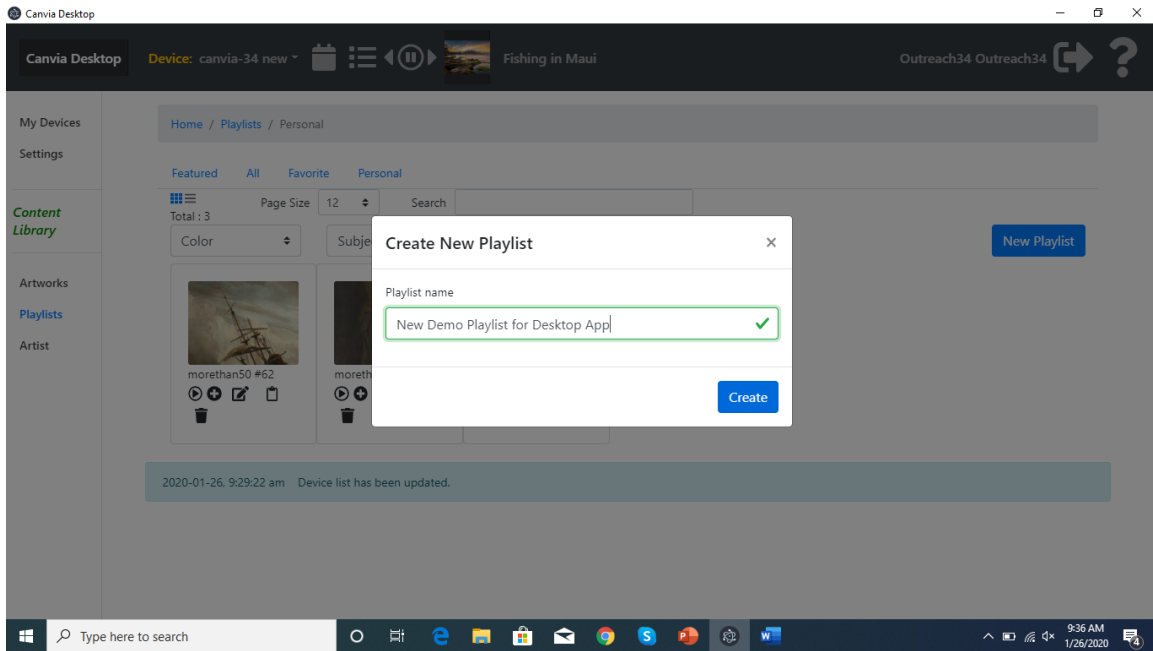 Canvia Desktop
Canvia Desktop
Device: canvia-34 new
Fishing in Maui
Outreach34 Outreach34
My Devices
Settings
Content
Library
Artworks
Playlists
Artist
Home / Playlists / Personal
Featured All Favorite Personal
Page Size 12 Search
Total : 3
Color Subje
New Playlist
Create New Playlist ×
Playlist name
New Demo Playlist for Desktop App
Create
morethan50 #62
moreth
2020-01-26, 9:29:22 am Device list has been updated.
Type here to search
9:36 AM
1/26/2020
4